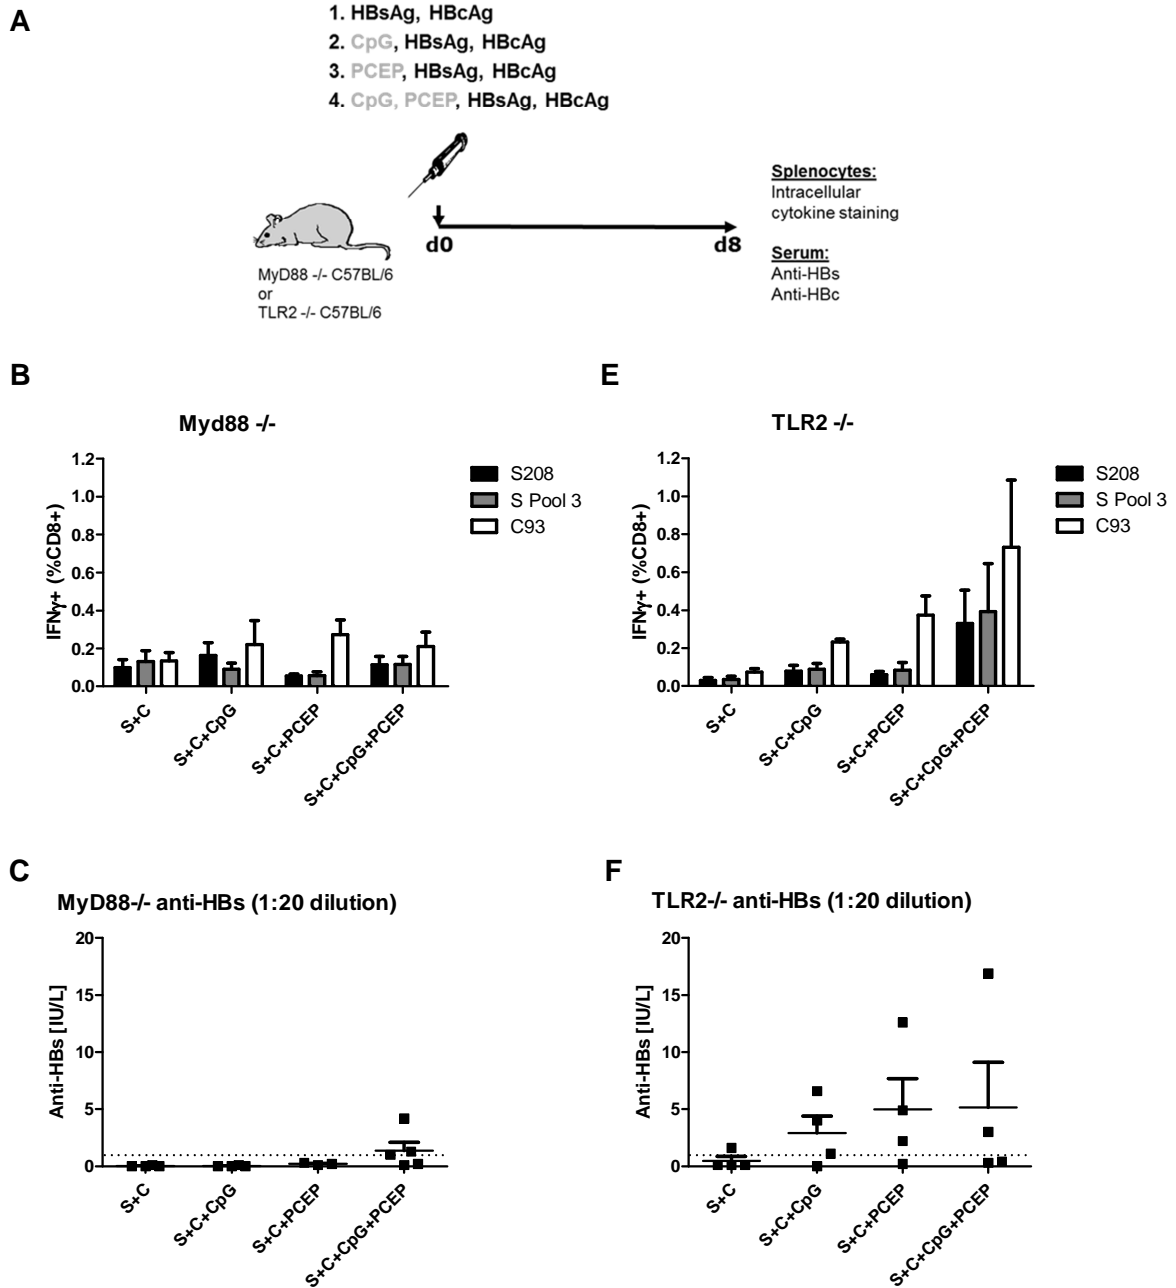 A
1. HBsAg, HBcAg
2. CpG, HBsAg, HBcAg
3. PCEP, HBsAg, HBcAg
4. CpG, PCEP, HBsAg, HBcAg
MyD88 -/- C57BL/6
or
TLR2 -/- C57BL/6
d0
d8
Splenocytes:
Intracellular
cytokine staining
Serum:
Anti-HBs
Anti-HBc
B
Myd88 -/-
IFNγ+ (%CD8+)
1.2
1.0
0.8
0.6
0.4
0.2
0.0
S+C
S+C+CpG
S+C+PCEP
S+C+CpG+PCEP
S208
S Pool 3
C93
E
TLR2 -/-
IFNγ+ (%CD8+)
1.2
1.0
0.8
0.6
0.4
0.2
0.0
S+C
S+C+CpG
S+C+PCEP
S+C+CpG+PCEP
S208
S Pool 3
C93
C
MyD88-/- anti-HBs (1:20 dilution)
Anti-HBs [IU/L]
20
15
10
5
0
S+C
S+C+CpG
S+C+PCEP
S+C+CpG+PCEP
F
TLR2-/- anti-HBs (1:20 dilution)
Anti-HBs [IU/L]
20
15
10
5
0
S+C
S+C+CpG
S+C+PCEP
S+C+CpG+PCEP